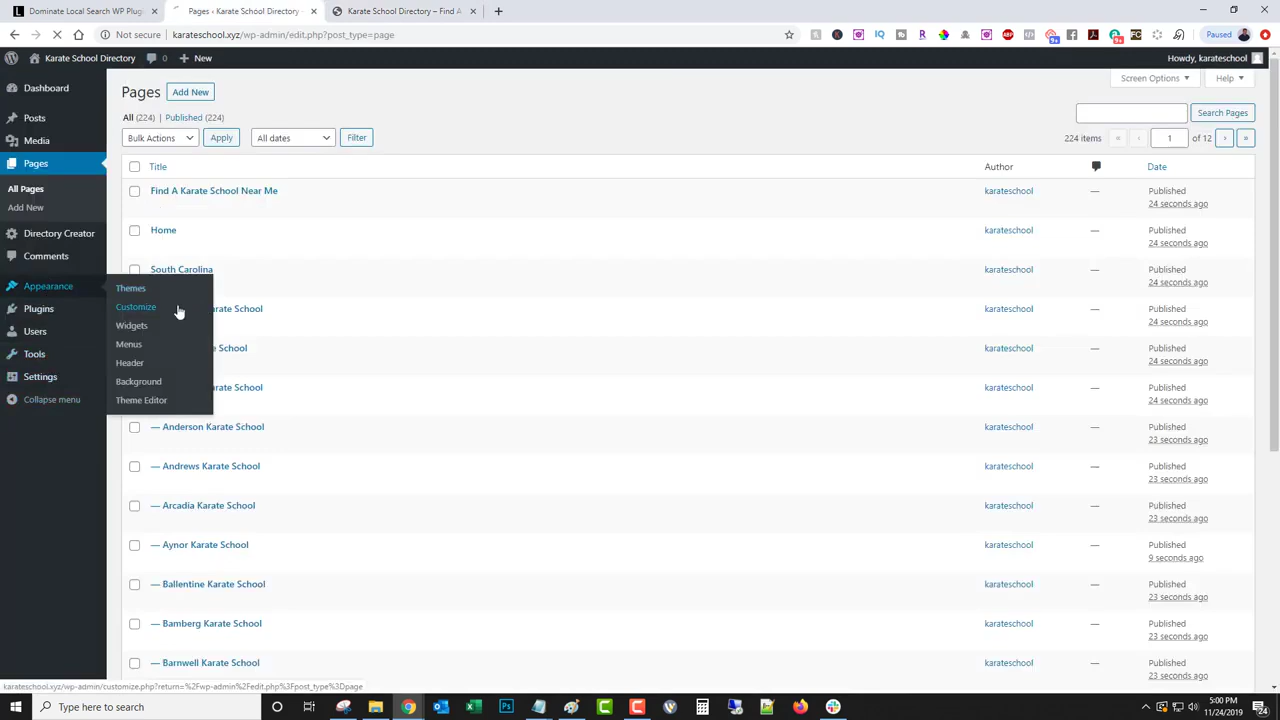 Dominate Local Search WP Plugin
Pages ‹ Karate School Directory ‹
Karate School Directory – Find A
Not secure
karateschool.xyz/wp-admin/edit.php?post_type=page
IQ
R
ABP
9+
9+
FC
Paused
Karate School Directory
0
New
Howdy, karateschool
Dashboard
Posts
Media
Pages
All Pages
Add New
Directory Creator
Comments
Appearance
Plugins
Users
Tools
Settings
Collapse menu
Themes
Customize
Widgets
Menus
Header
Background
Theme Editor
Screen Options
Help
Pages
Add New
All (224) | Published (224)
Search Pages
Bulk Actions
Apply
All dates
Filter
224 items
«
‹
1
of 12
›
»
Title
Author
Date
Find A Karate School Near Me
karateschool
—
Published
24 seconds ago
Home
karateschool
—
Published
24 seconds ago
South Carolina
karateschool
—
Published
24 seconds ago
arate School
karateschool
—
Published
24 seconds ago
e School
karateschool
—
Published
24 seconds ago
arate School
karateschool
—
Published
24 seconds ago
— Anderson Karate School
karateschool
—
Published
23 seconds ago
— Andrews Karate School
karateschool
—
Published
23 seconds ago
— Arcadia Karate School
karateschool
—
Published
23 seconds ago
— Aynor Karate School
karateschool
—
Published
9 seconds ago
— Ballentine Karate School
karateschool
—
Published
23 seconds ago
— Bamberg Karate School
karateschool
—
Published
23 seconds ago
— Barnwell Karate School
karateschool
—
Published
karateschool.xyz/wp-admin/customize.php?return=%2Fwp-admin%2Fedit.php%3Fpost_type%3Dpage
Type here to search
Ps
5:00 PM
11/24/2019
24